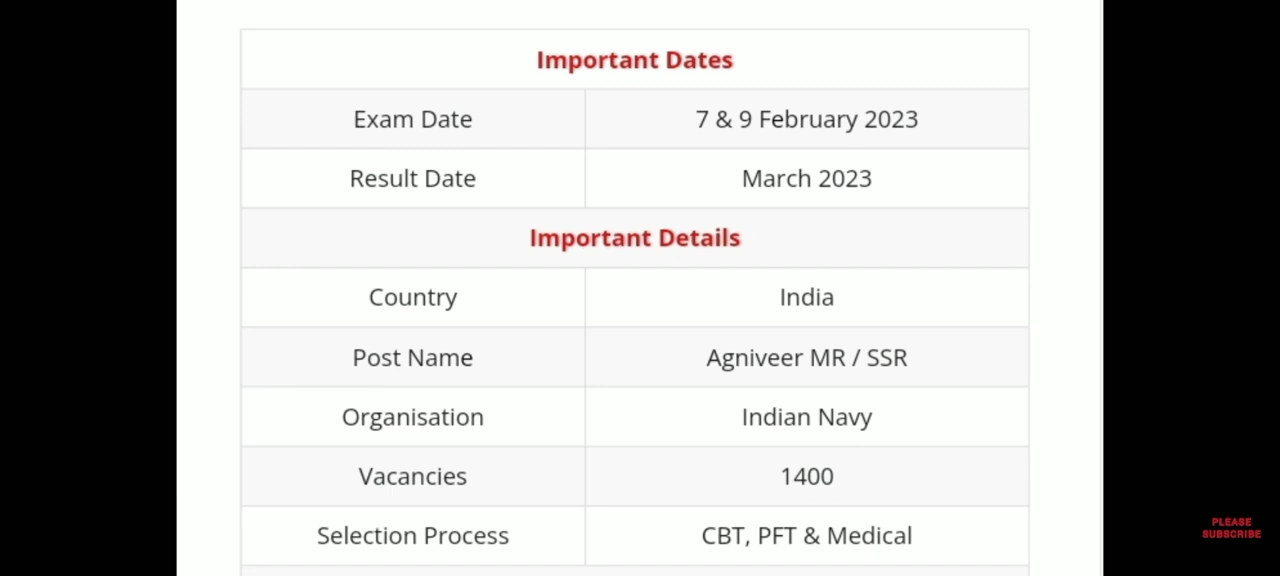 Important Dates
Exam Date 7 & 9 February 2023
Result Date March 2023
Important Details
Country India
Post Name Agniveer MR / SSR
Organisation Indian Navy
Vacancies 1400
Selection Process CBT, PFT & Medical
PLEASE
SUBSCRIBE